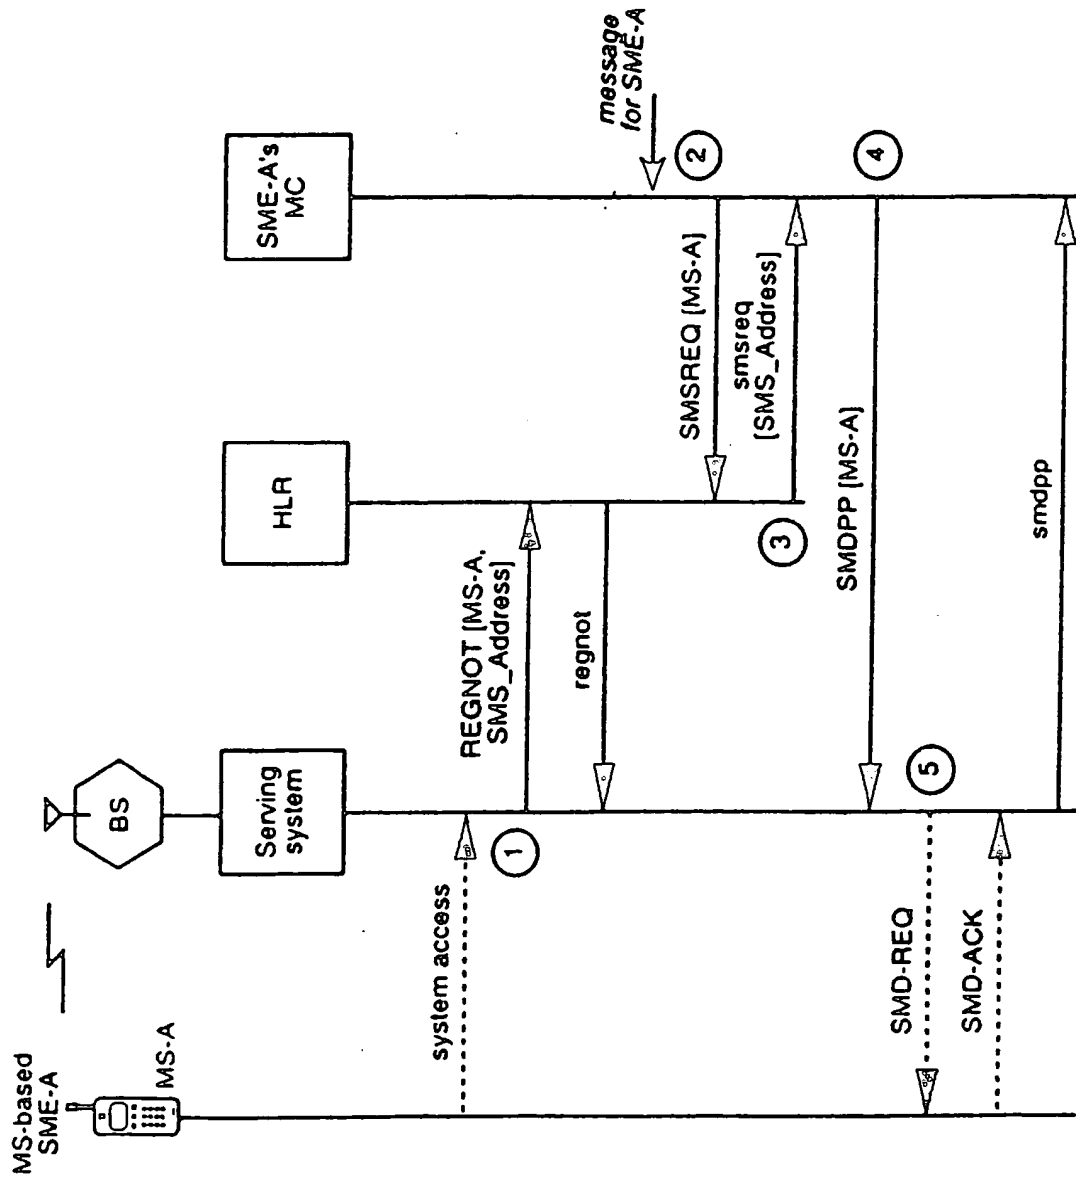 MS-based
SME-A
MS-A
BS
Serving
system
HLR
SME-A's
MC
system access
1
REGNOT [MS-A,
SMS_Address]
regnot
message
for SME-A
2
SMSREQ [MS-A]
smsreq
[SMS_Address]
3
SMDPP [MS-A]
4
5
SMD-REQ
SMD-ACK
smdpp